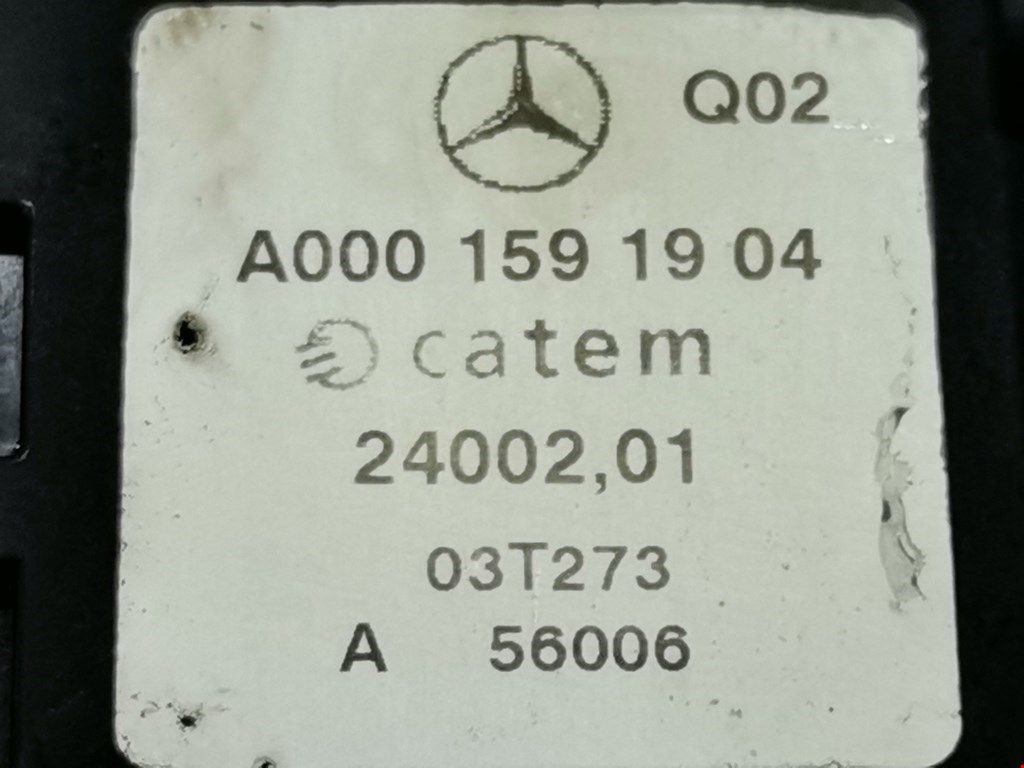 Q02
A000 159 19 04
catem
24002,01
03T273
A 56006